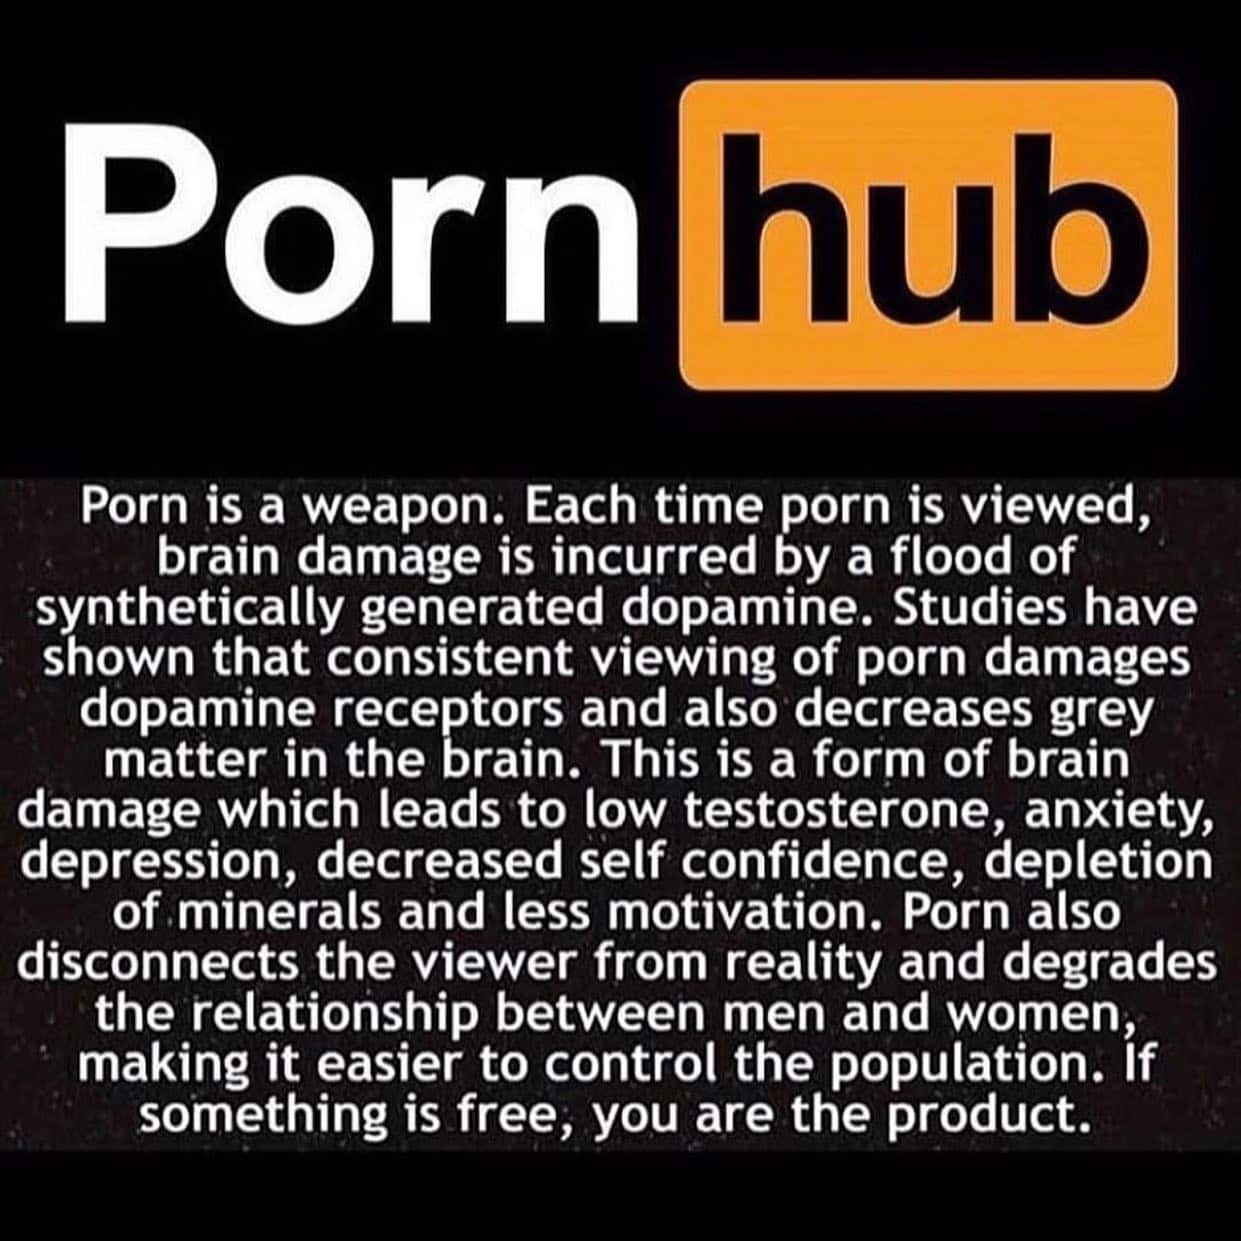 Porn hub
Porn is a weapon. Each time porn is viewed,
brain damage is incurred by a flood of
synthetically generated dopamine. Studies have
shown that consistent viewing of porn damages
dopamine receptors and also decreases grey
matter in the brain. This is a form of brain
damage which leads to low testosterone, anxiety,
depression, decreased self confidence, depletion
of minerals and less motivation. Porn also
disconnects the viewer from reality and degrades
the relationship between men and women,
making it easier to control the population. If
something is free, you are the product.